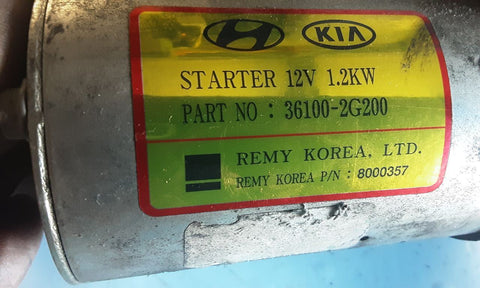 KIA
STARTER 12V 1.2KW
PART NO : 36100-2G200
REMY KOREA, LTD.
REMY KOREA P/N : 8000357